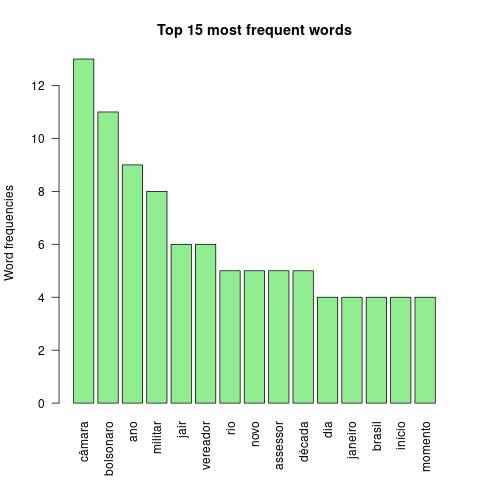 Top 15 most frequent words
Word frequencies
12
10
8
6
4
2
0
câmara
bolsonaro
ano
militar
jair
vereador
rio
novo
assessor
década
dia
janeiro
brasil
início
momento